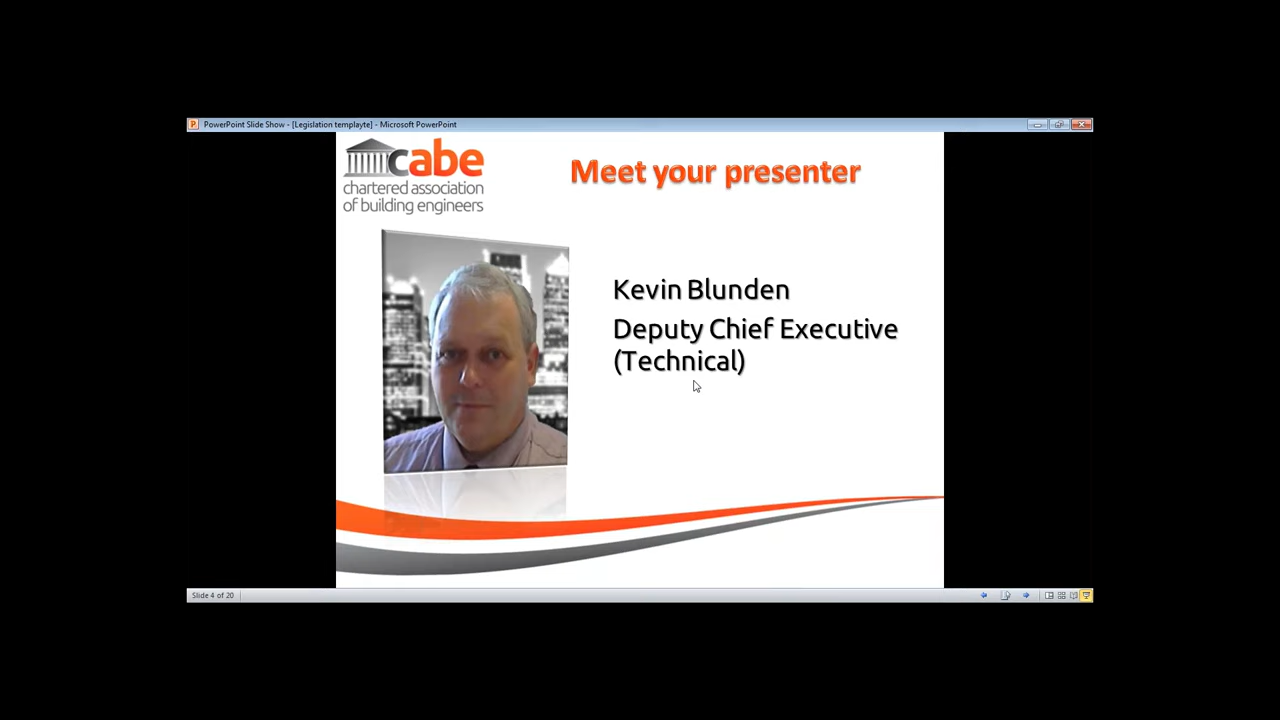 PowerPoint Slide Show - [Legislation templayte] - Microsoft PowerPoint
cabe
chartered association
of building engineers
Meet your presenter
Kevin Blunden
Deputy Chief Executive
(Technical)
Slide 4 of 20